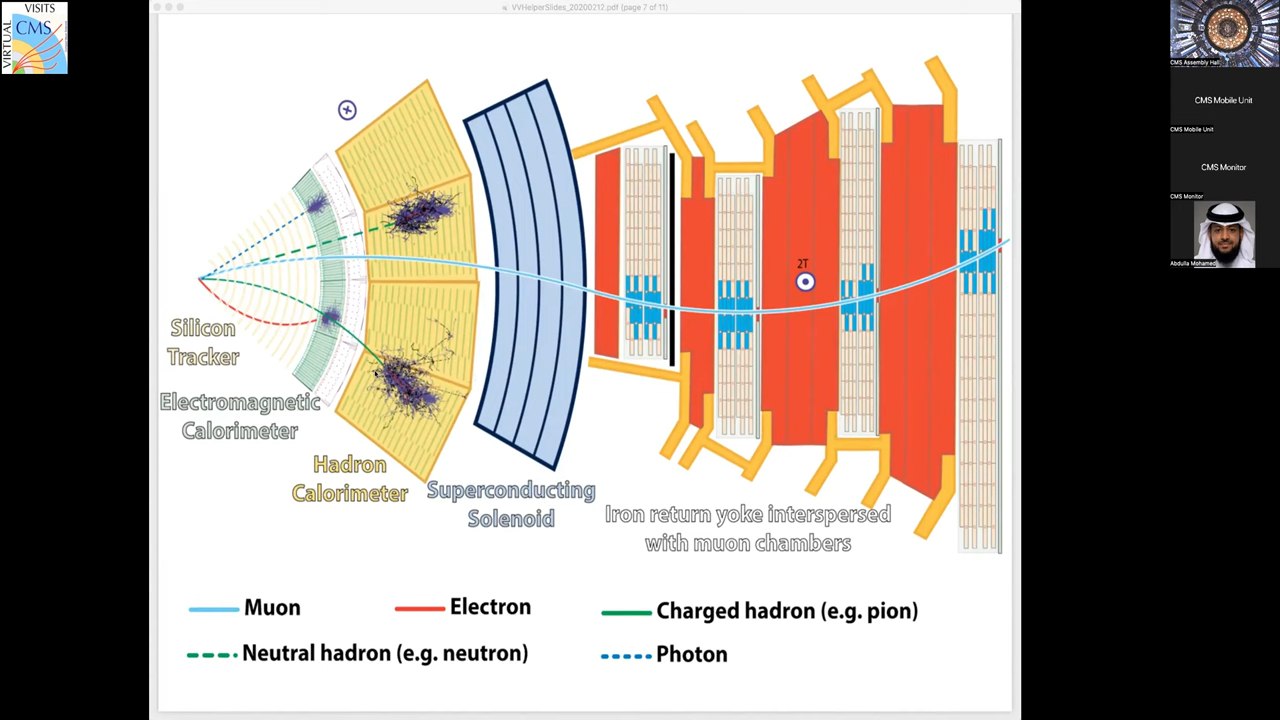 VIRTUAL
VISITS
CMS
VVHelperSlides_20200212.pdf (page 7 of 11)
2T
Silicon
Tracker
Electromagnetic
Calorimeter
Hadron
Calorimeter
Superconducting
Solenoid
Iron return yoke interspersed
with muon chambers
Muon
Electron
Charged hadron (e.g. pion)
Neutral hadron (e.g. neutron)
Photon
CMS Assembly Hall
CMS Mobile Unit
CMS Mobile Unit
CMS Monitor
CMS Monitor
Abdulla Mohamed